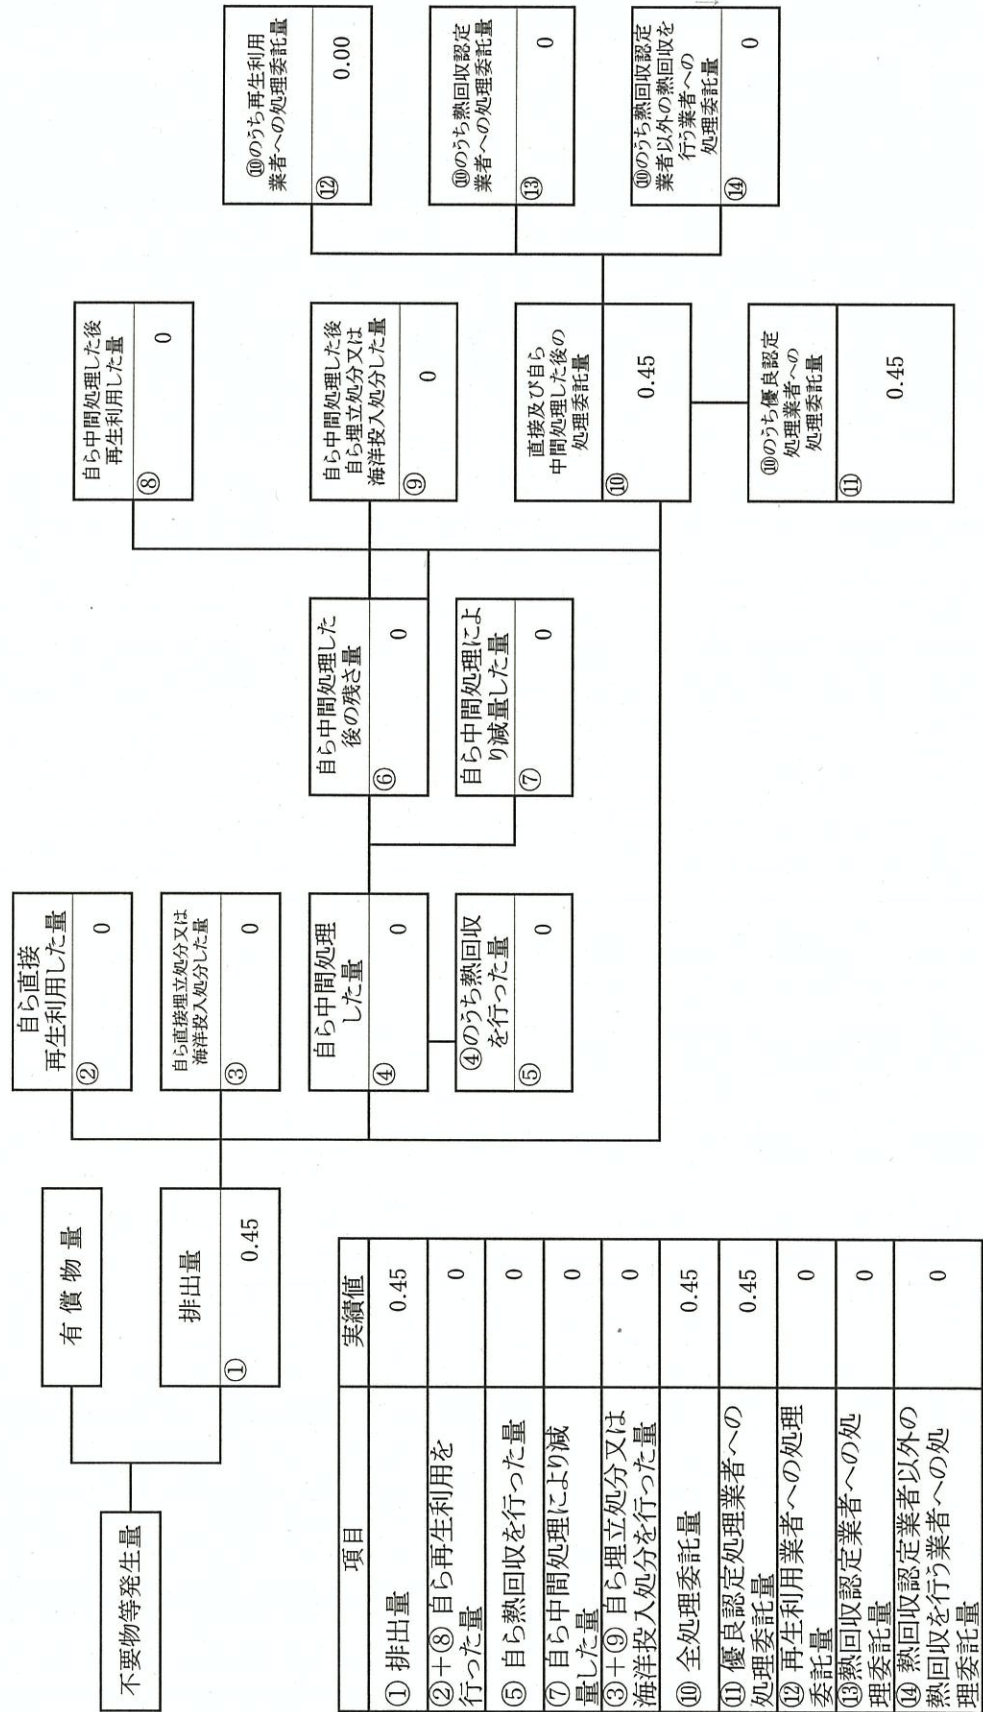 不要物等発生量
有償物量
排出量
① 0.45
自ら直接
再生利用した量
② 0
自ら直接埋立処分又は
海洋投入処分した量
③ 0
自ら中間処理
した量
④ 0
④のうち熱回収
を行った量
⑤ 0
自ら中間処理した
後の残さ量
⑥ 0
自ら中間処理によ
り減量した量
⑦ 0
自ら中間処理した後
再生利用した量
⑧ 0
自ら中間処理した後
自ら埋立処分又は
海洋投入処分した量
⑨ 0
直接及び自ら
中間処理した後の
処理委託量
⑩ 0.45
⑩のうち優良認定
処理業者への
処理委託量
⑪ 0.45
⑩のうち再生利用
業者への処理委託量
⑫ 0.00
⑩のうち熱回収認定
業者への処理委託量
⑬ 0
⑩のうち熱回収認定
業者以外の熱回収を
行う業者への
処理委託量
⑭ 0
項目 実績値
① 排出量 0.45
②+⑧ 自ら再生利用を
行った量 0
⑤ 自ら熱回収を行った量 0
⑦ 自ら中間処理により減
量した量 0
③+⑨ 自ら埋立処分又は
海洋投入処分を行った量 0
⑩ 全処理委託量 0.45
⑪ 優良認定処理業者への
処理委託量 0.45
⑫ 再生利用業者への処理
委託量 0
⑬熱回収認定業者への処
理委託量 0
⑭ 熱回収認定業者以外の
熱回収を行う業者への処
理委託量 0